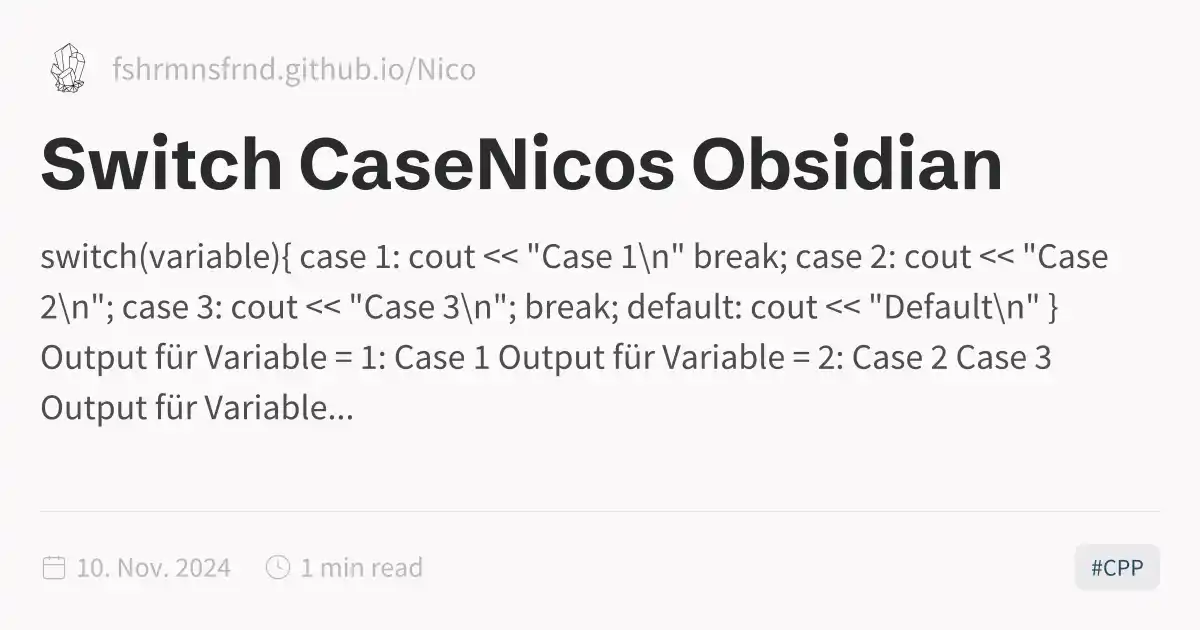 fshrmnsfrnd.github.io/Nico
Switch CaseNicos Obsidian
switch(variable){ case 1: cout << "Case 1\n" break; case 2: cout << "Case
2\n"; case 3: cout << "Case 3\n"; break; default: cout << "Default\n" }
Output für Variable = 1: Case 1 Output für Variable = 2: Case 2 Case 3
Output für Variable...
10. Nov. 2024
1 min read
#CPP